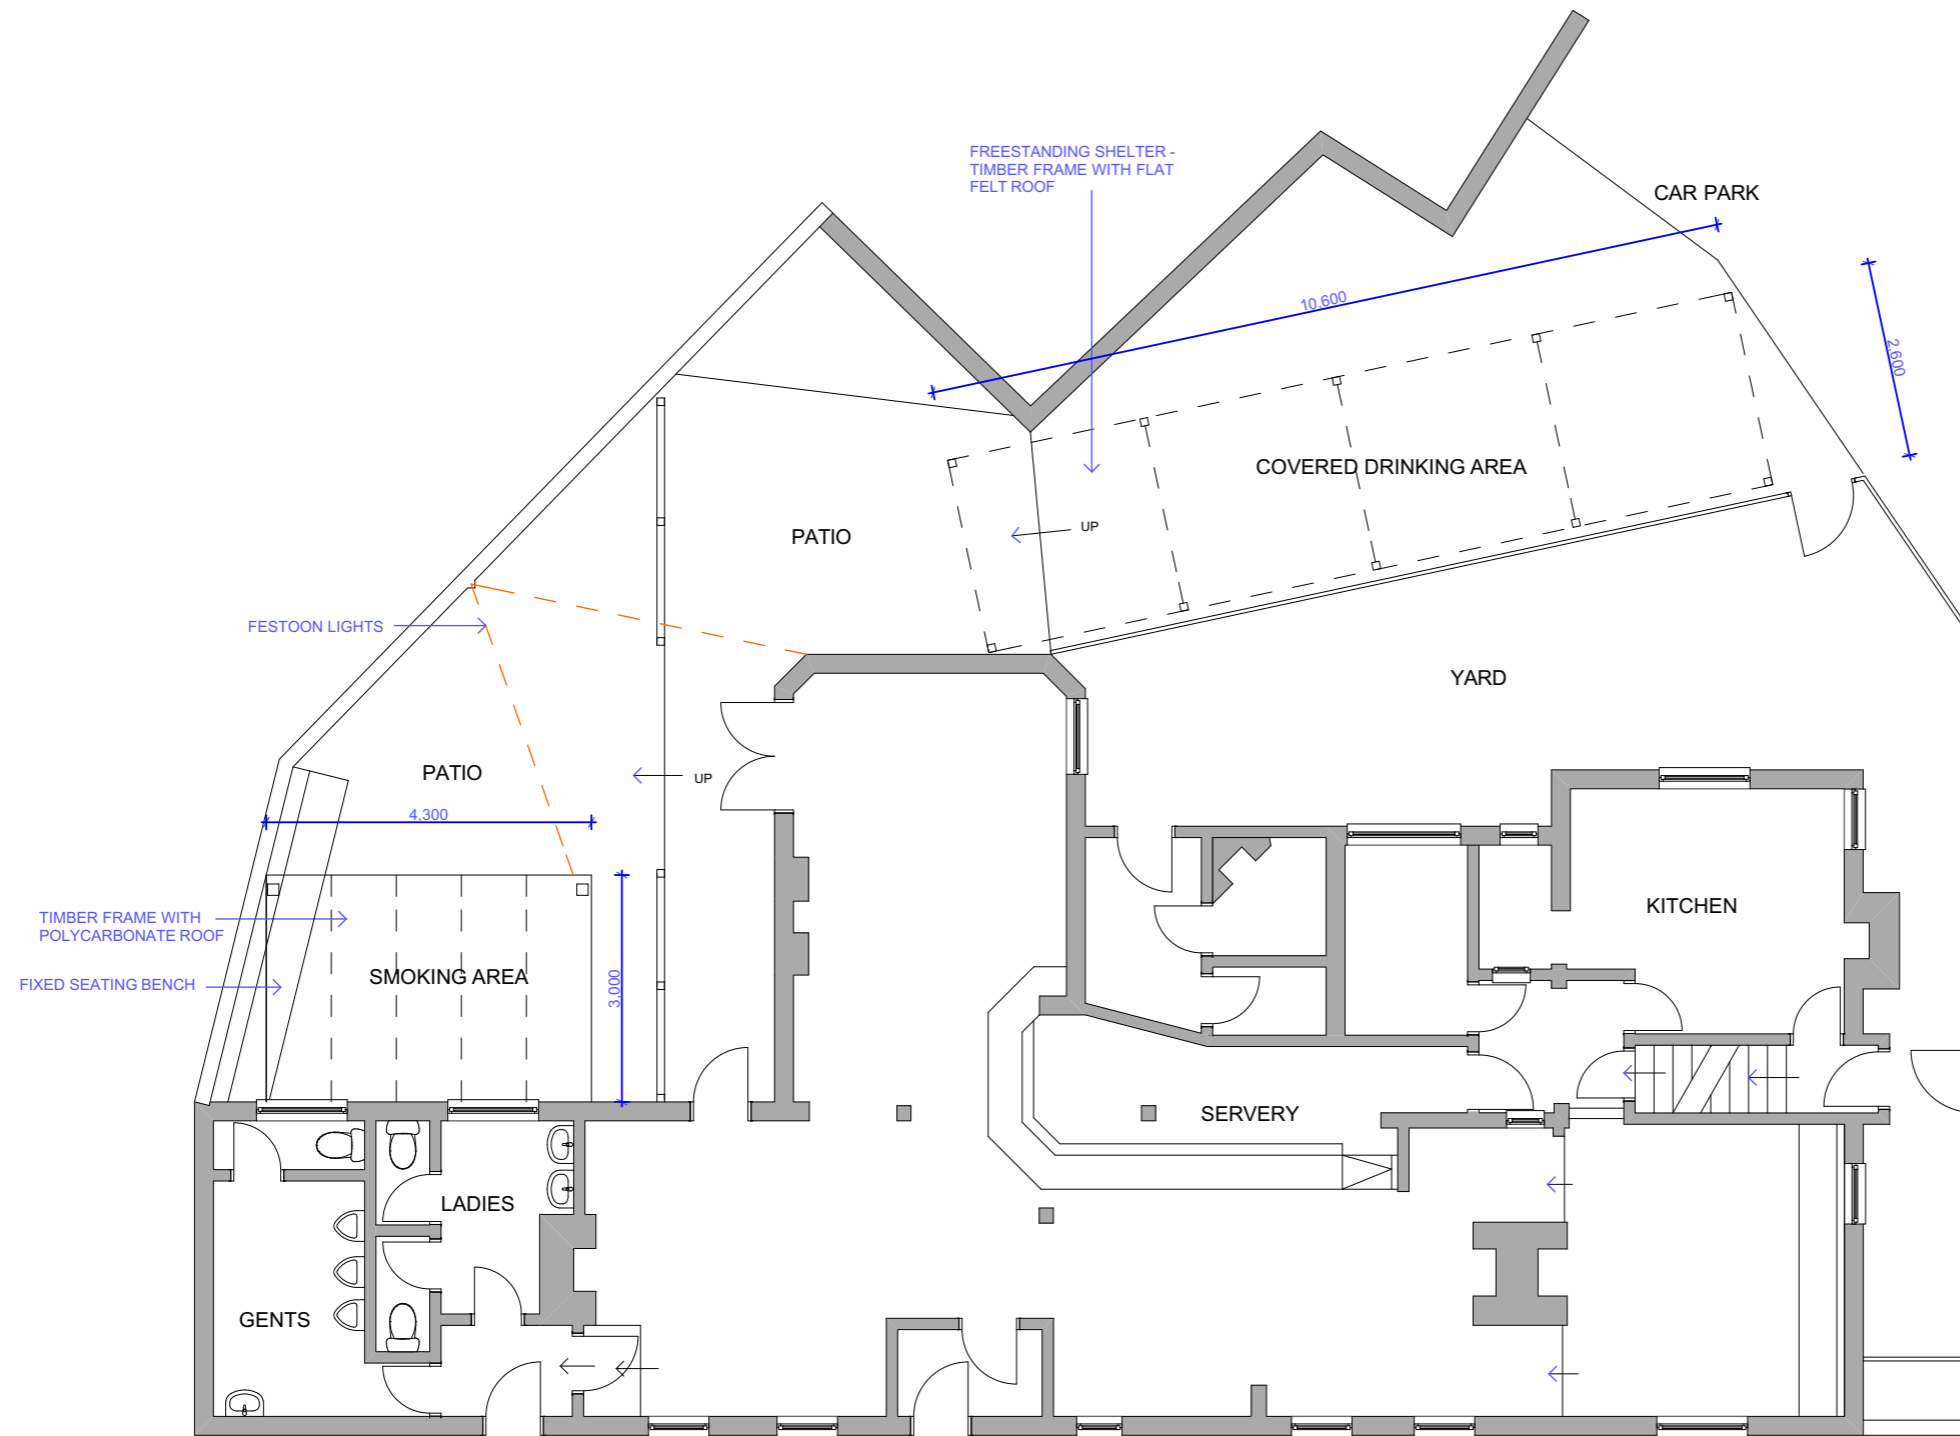 FREESTANDING SHELTER -
TIMBER FRAME WITH FLAT
FELT ROOF
CAR PARK
10,600
2,600
COVERED DRINKING AREA
UP
PATIO
FESTOON LIGHTS
YARD
PATIO
UP
4,300
TIMBER FRAME WITH
POLYCARBONATE ROOF
KITCHEN
SMOKING AREA
FIXED SEATING BENCH
3,000
SERVERY
LADIES
GENTS